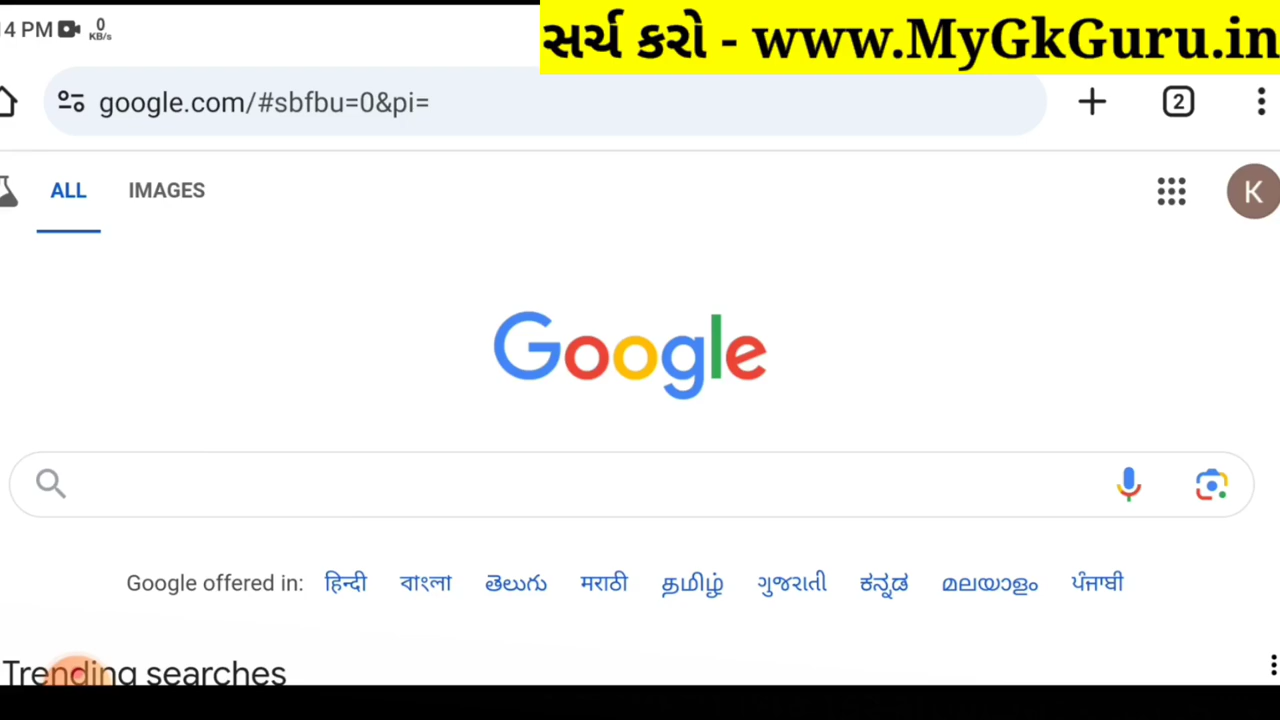 14 PM 0 KB/s
સર્ચ કરો - www.MyGkGuru.in
google.com/#sbfbu=0&pi=
2
ALL IMAGES
K
Google
Google offered in: हिन्दी বাংলা తెలుగు मराठी தமிழ் ગુજરાતી ಕನ್ನಡ മലയാളം ਪੰਜਾਬੀ
Trending searches